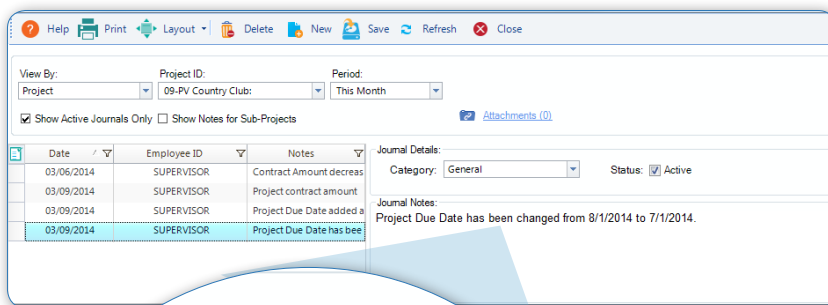 Help Print Layout Delete New Save Refresh Close
View By: Project ID: Period:
Project 09-PV Country Club: This Month
Show Active Journals Only Show Notes for Sub-Projects Attachments (0)
Date Employee ID Notes
03/06/2014 SUPERVISOR Contract Amount decreas
03/09/2014 SUPERVISOR Project contract amount
03/09/2014 SUPERVISOR Project Due Date added a
03/09/2014 SUPERVISOR Project Due Date has bee
Journal Details:
Category: General Status: Active
Journal Notes:
Project Due Date has been changed from 8/1/2014 to 7/1/2014.